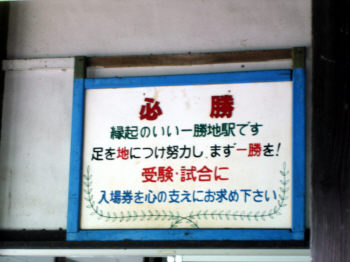 必勝
縁起のいい一勝地駅です
足を地につけ努力し まず一勝を!
受験・試合に
入場券を心の支えにお求め下さい